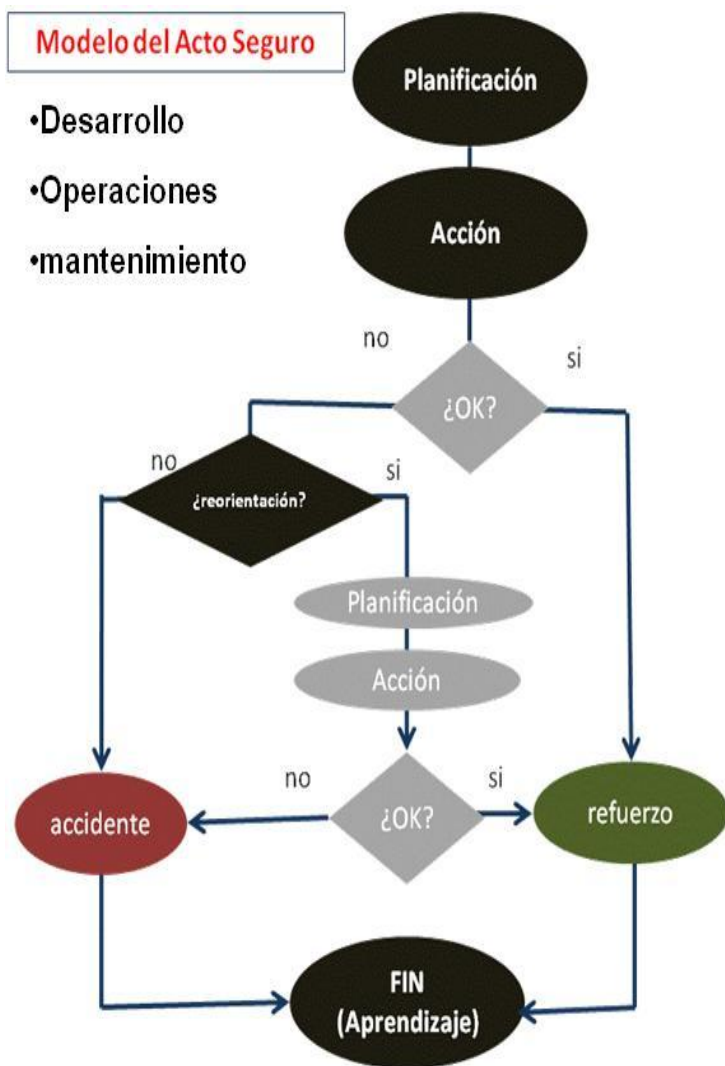 Modelo del Acto Seguro
•Desarrollo
•Operaciones
•mantenimiento
Planificación
Acción
no
si
¿OK?
no
si
¿reorientación?
Planificación
Acción
no
si
accidente
¿OK?
refuerzo
FIN
(Aprendizaje)